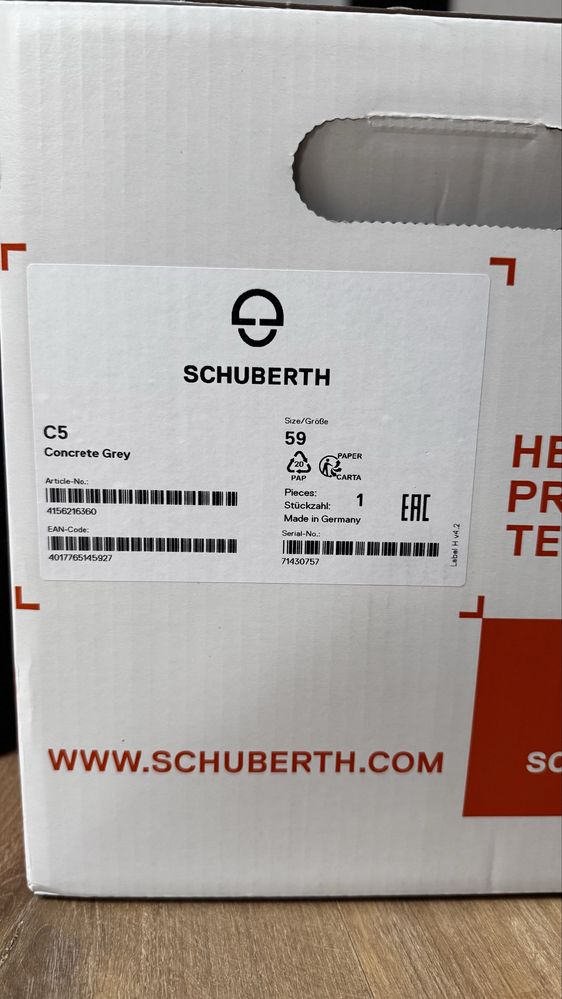 SCHUBERTH
C5
Concrete Grey
Size/Größe
59
20
PAP
PAPER
CARTA
Article-No.:
4156216360
Pieces:
Stückzahl:
1
Made in Germany
EAC
EAN-Code:
4017765145927
Serial-No.:
71430757
Label H v4.2
HE
PR
TE
WWW.SCHUBERTH.COM
SC